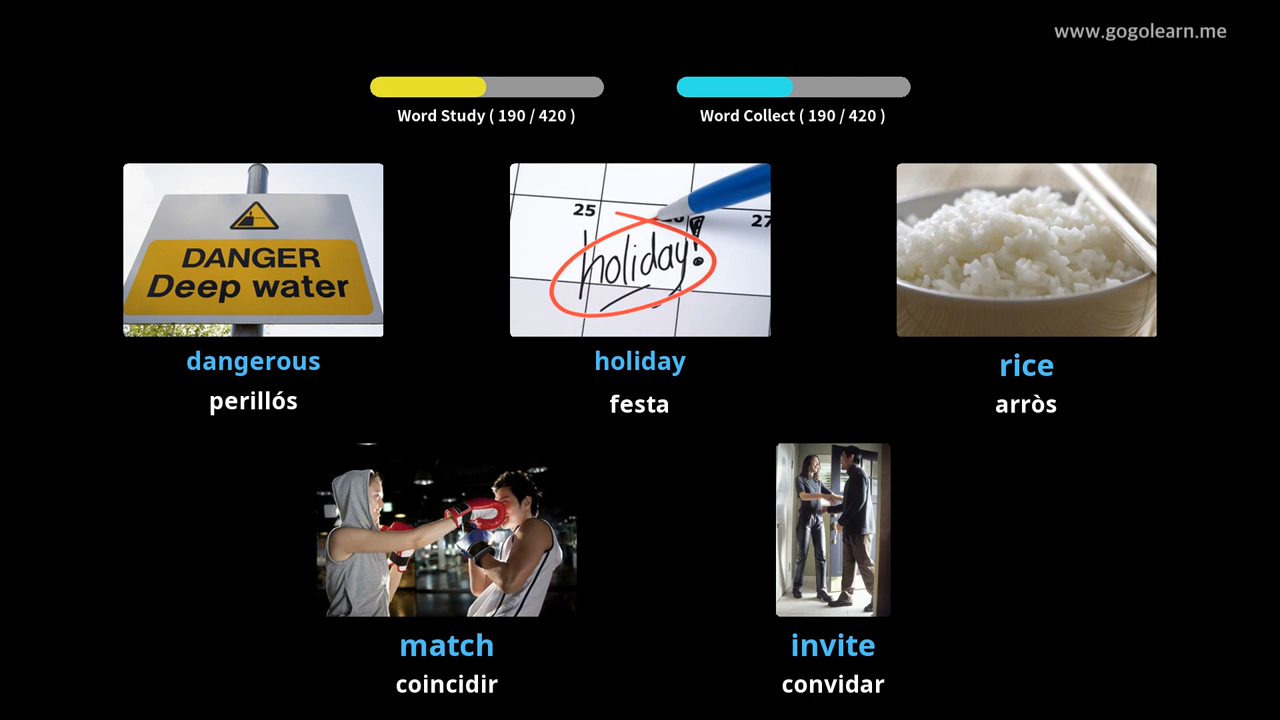 www.gogolearn.me
Word Study ( 190 / 420 )
Word Collect ( 190 / 420 )
DANGER
Deep water
25
27
holiday!
dangerous
holiday
rice
perillós
festa
arròs
match
invite
coincidir
convidar